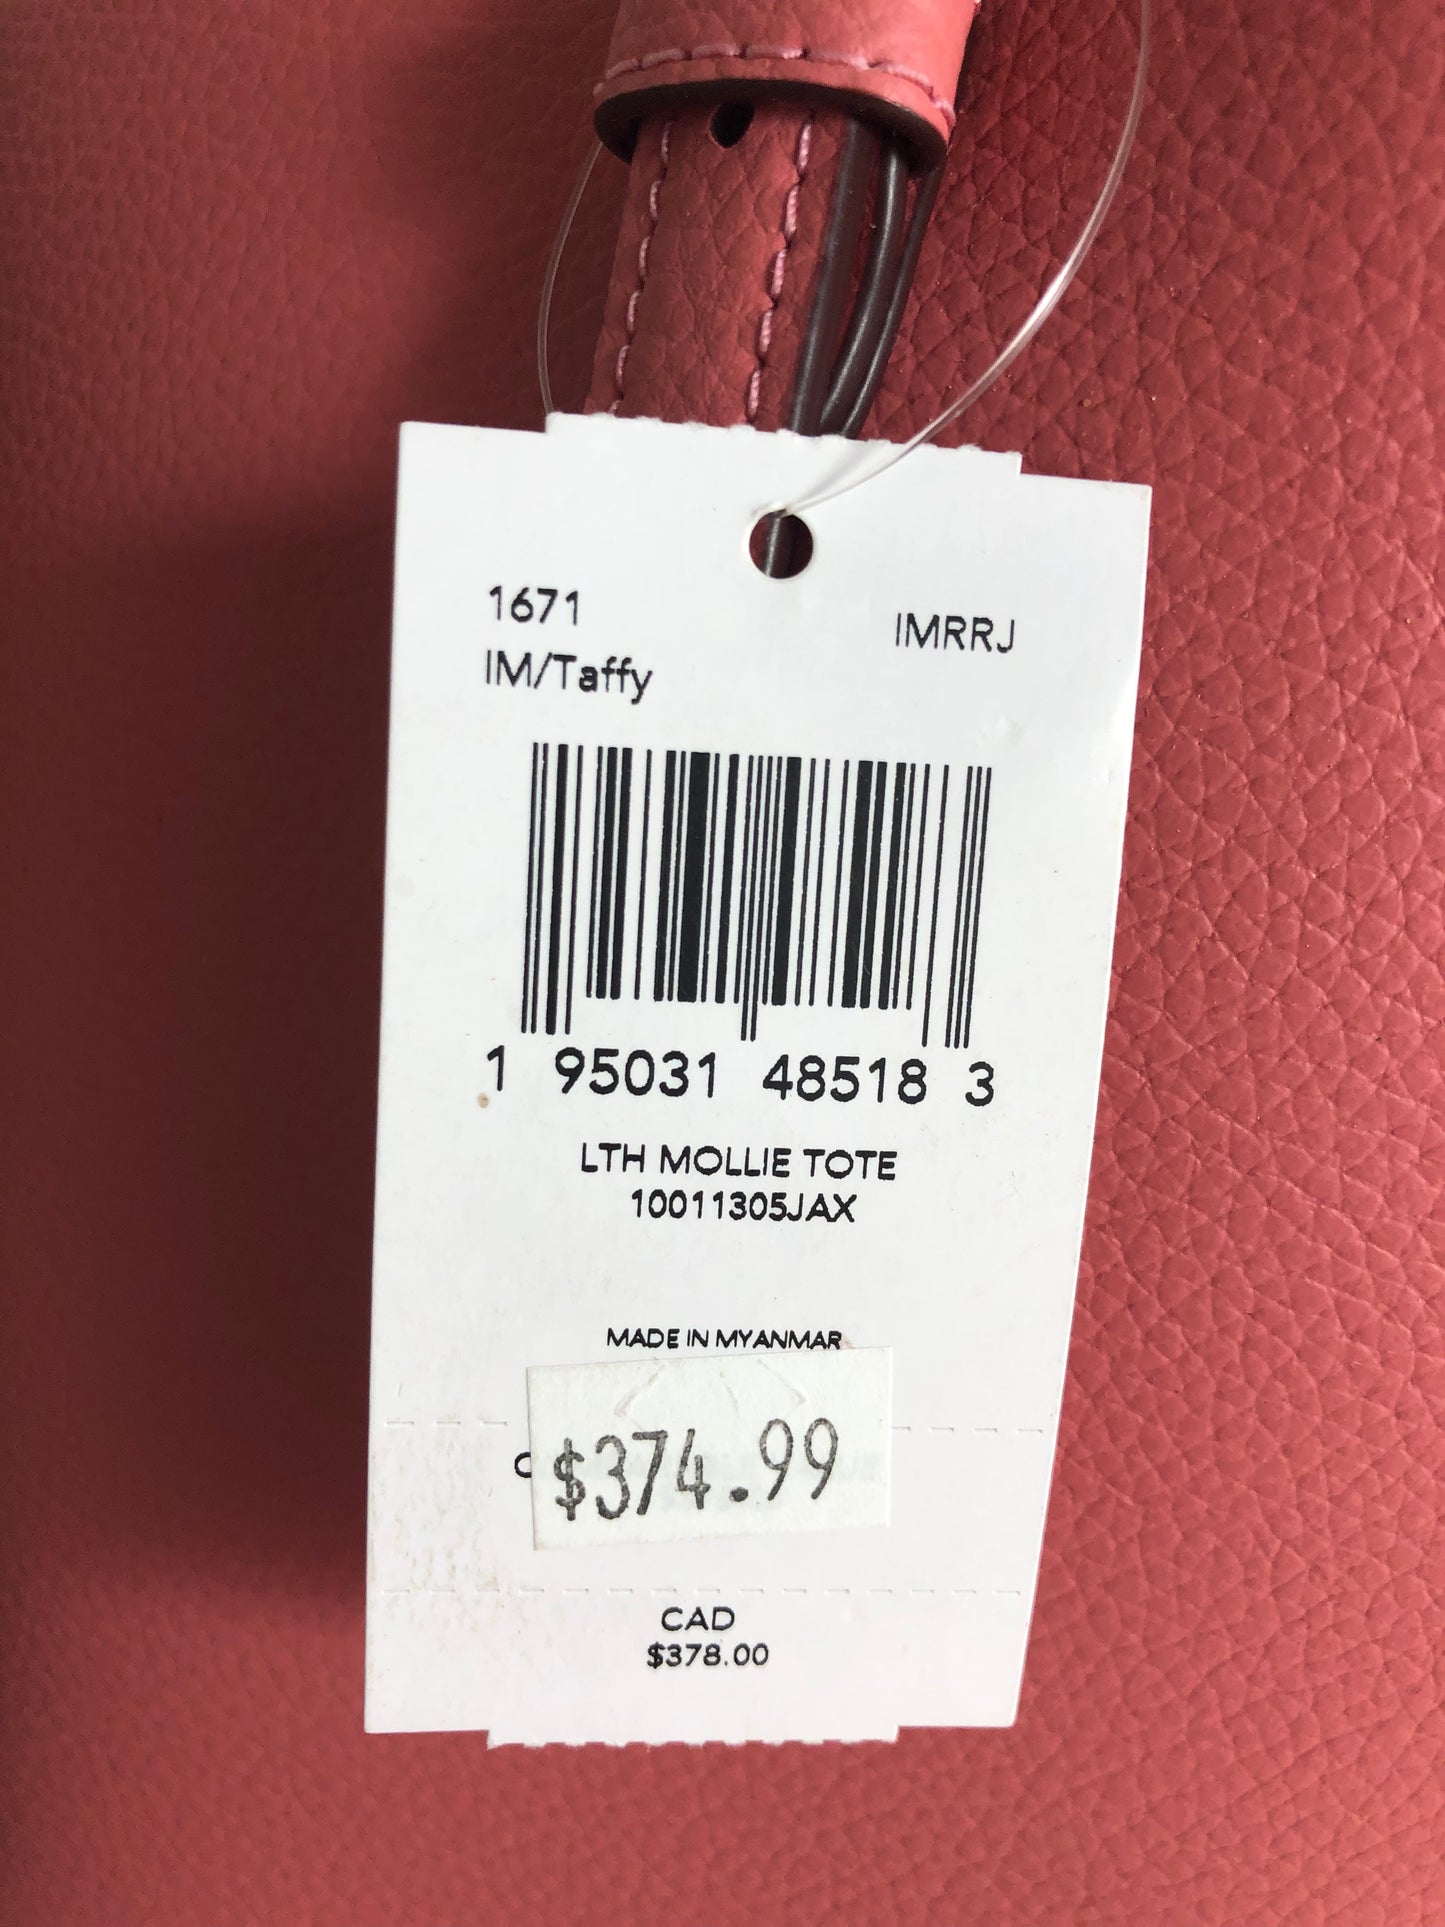 1671
IMRRJ
IM/Taffy
1 95031 48518 3
LTH MOLLIE TOTE
10011305JAX
MADE IN MYANMAR
$374.99
CAD
$378.00